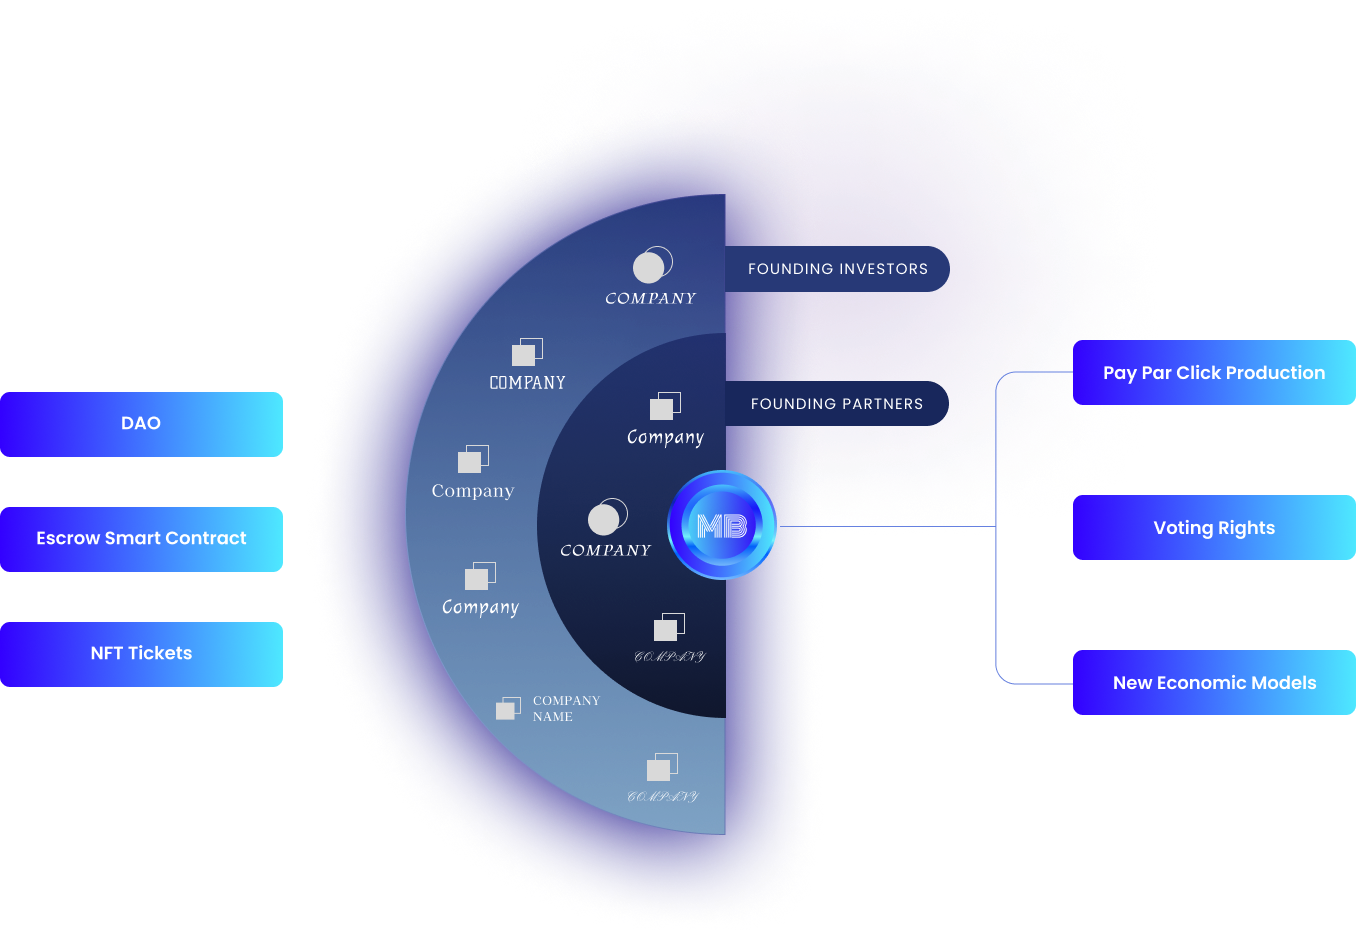 DAO
Escrow Smart Contract
NFT Tickets
COMPANY
COMPANY
Company
Company
COMPANY
NAME
COMPANY
Company
COMPANY
COMPANY
MB
FOUNDING INVESTORS
FOUNDING PARTNERS
Pay Par Click Production
Voting Rights
New Economic Models